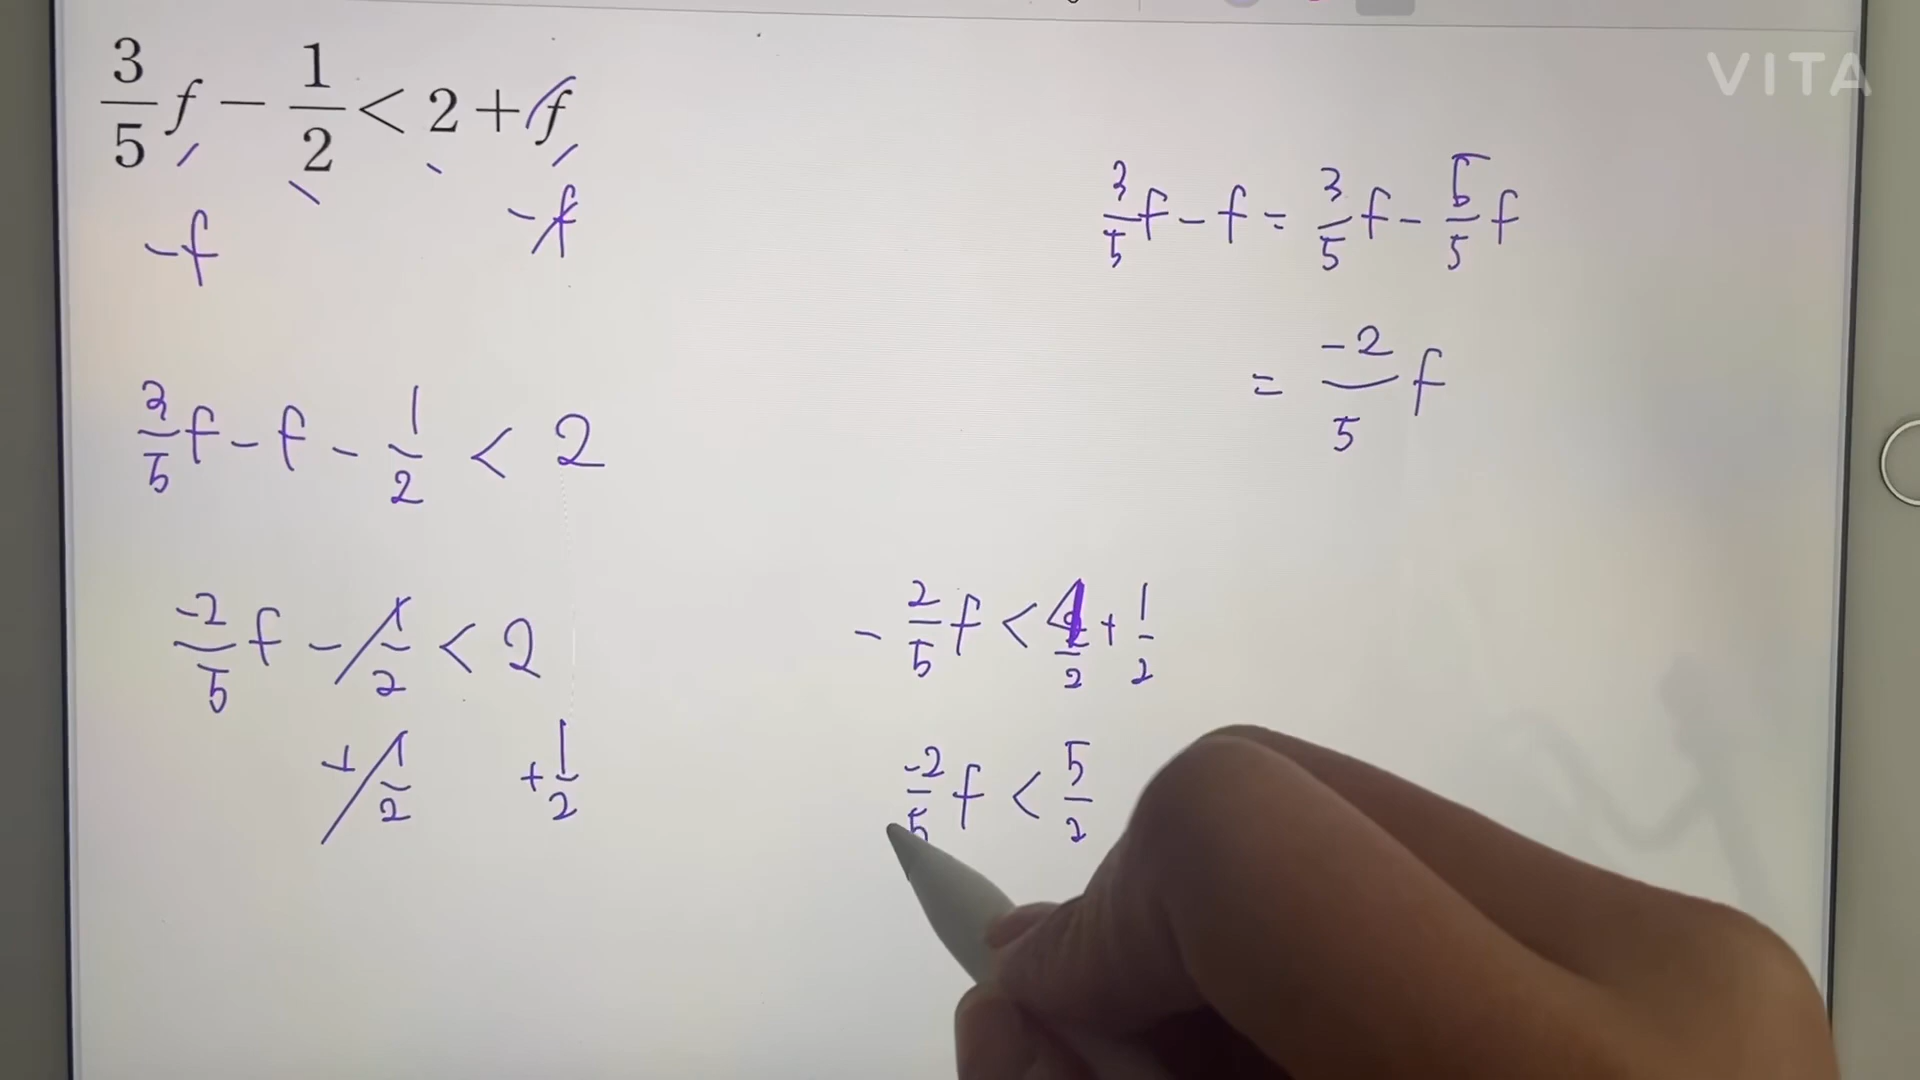 VITA
3/5 f - 1/2 < 2 + f
-f -f
3/5 f - f = 3/5 f - 5/5 f
= -2/5 f
3/5 f - f - 1/2 < 2
-2/5 f - 1/2 < 2
+ 1/2 + 1/2
- 2/5 f < 4/2 + 1/2
-2/5 f < 5/2